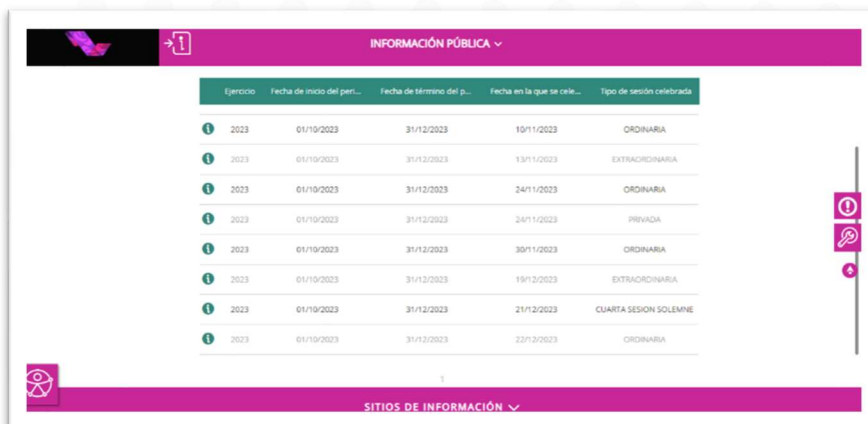 INFORMACIÓN PÚBLICA
Ejercicio Fecha de inicio del peri... Fecha de término del p... Fecha en la que se cele... Tipo de sesión celebrada
2023 01/10/2023 31/12/2023 10/11/2023 ORDINARIA
2023 01/10/2023 31/12/2023 13/11/2023 EXTRAORDINARIA
2023 01/10/2023 31/12/2023 24/11/2023 ORDINARIA
2023 01/10/2023 31/12/2023 24/11/2023 PRIVADA
2023 01/10/2023 31/12/2023 30/11/2023 ORDINARIA
2023 01/10/2023 31/12/2023 19/12/2023 EXTRAORDINARIA
2023 01/10/2023 31/12/2023 21/12/2023 CUARTA SESION SOLEMNE
2023 01/10/2023 31/12/2023 22/12/2023 ORDINARIA
1
SITIOS DE INFORMACIÓN